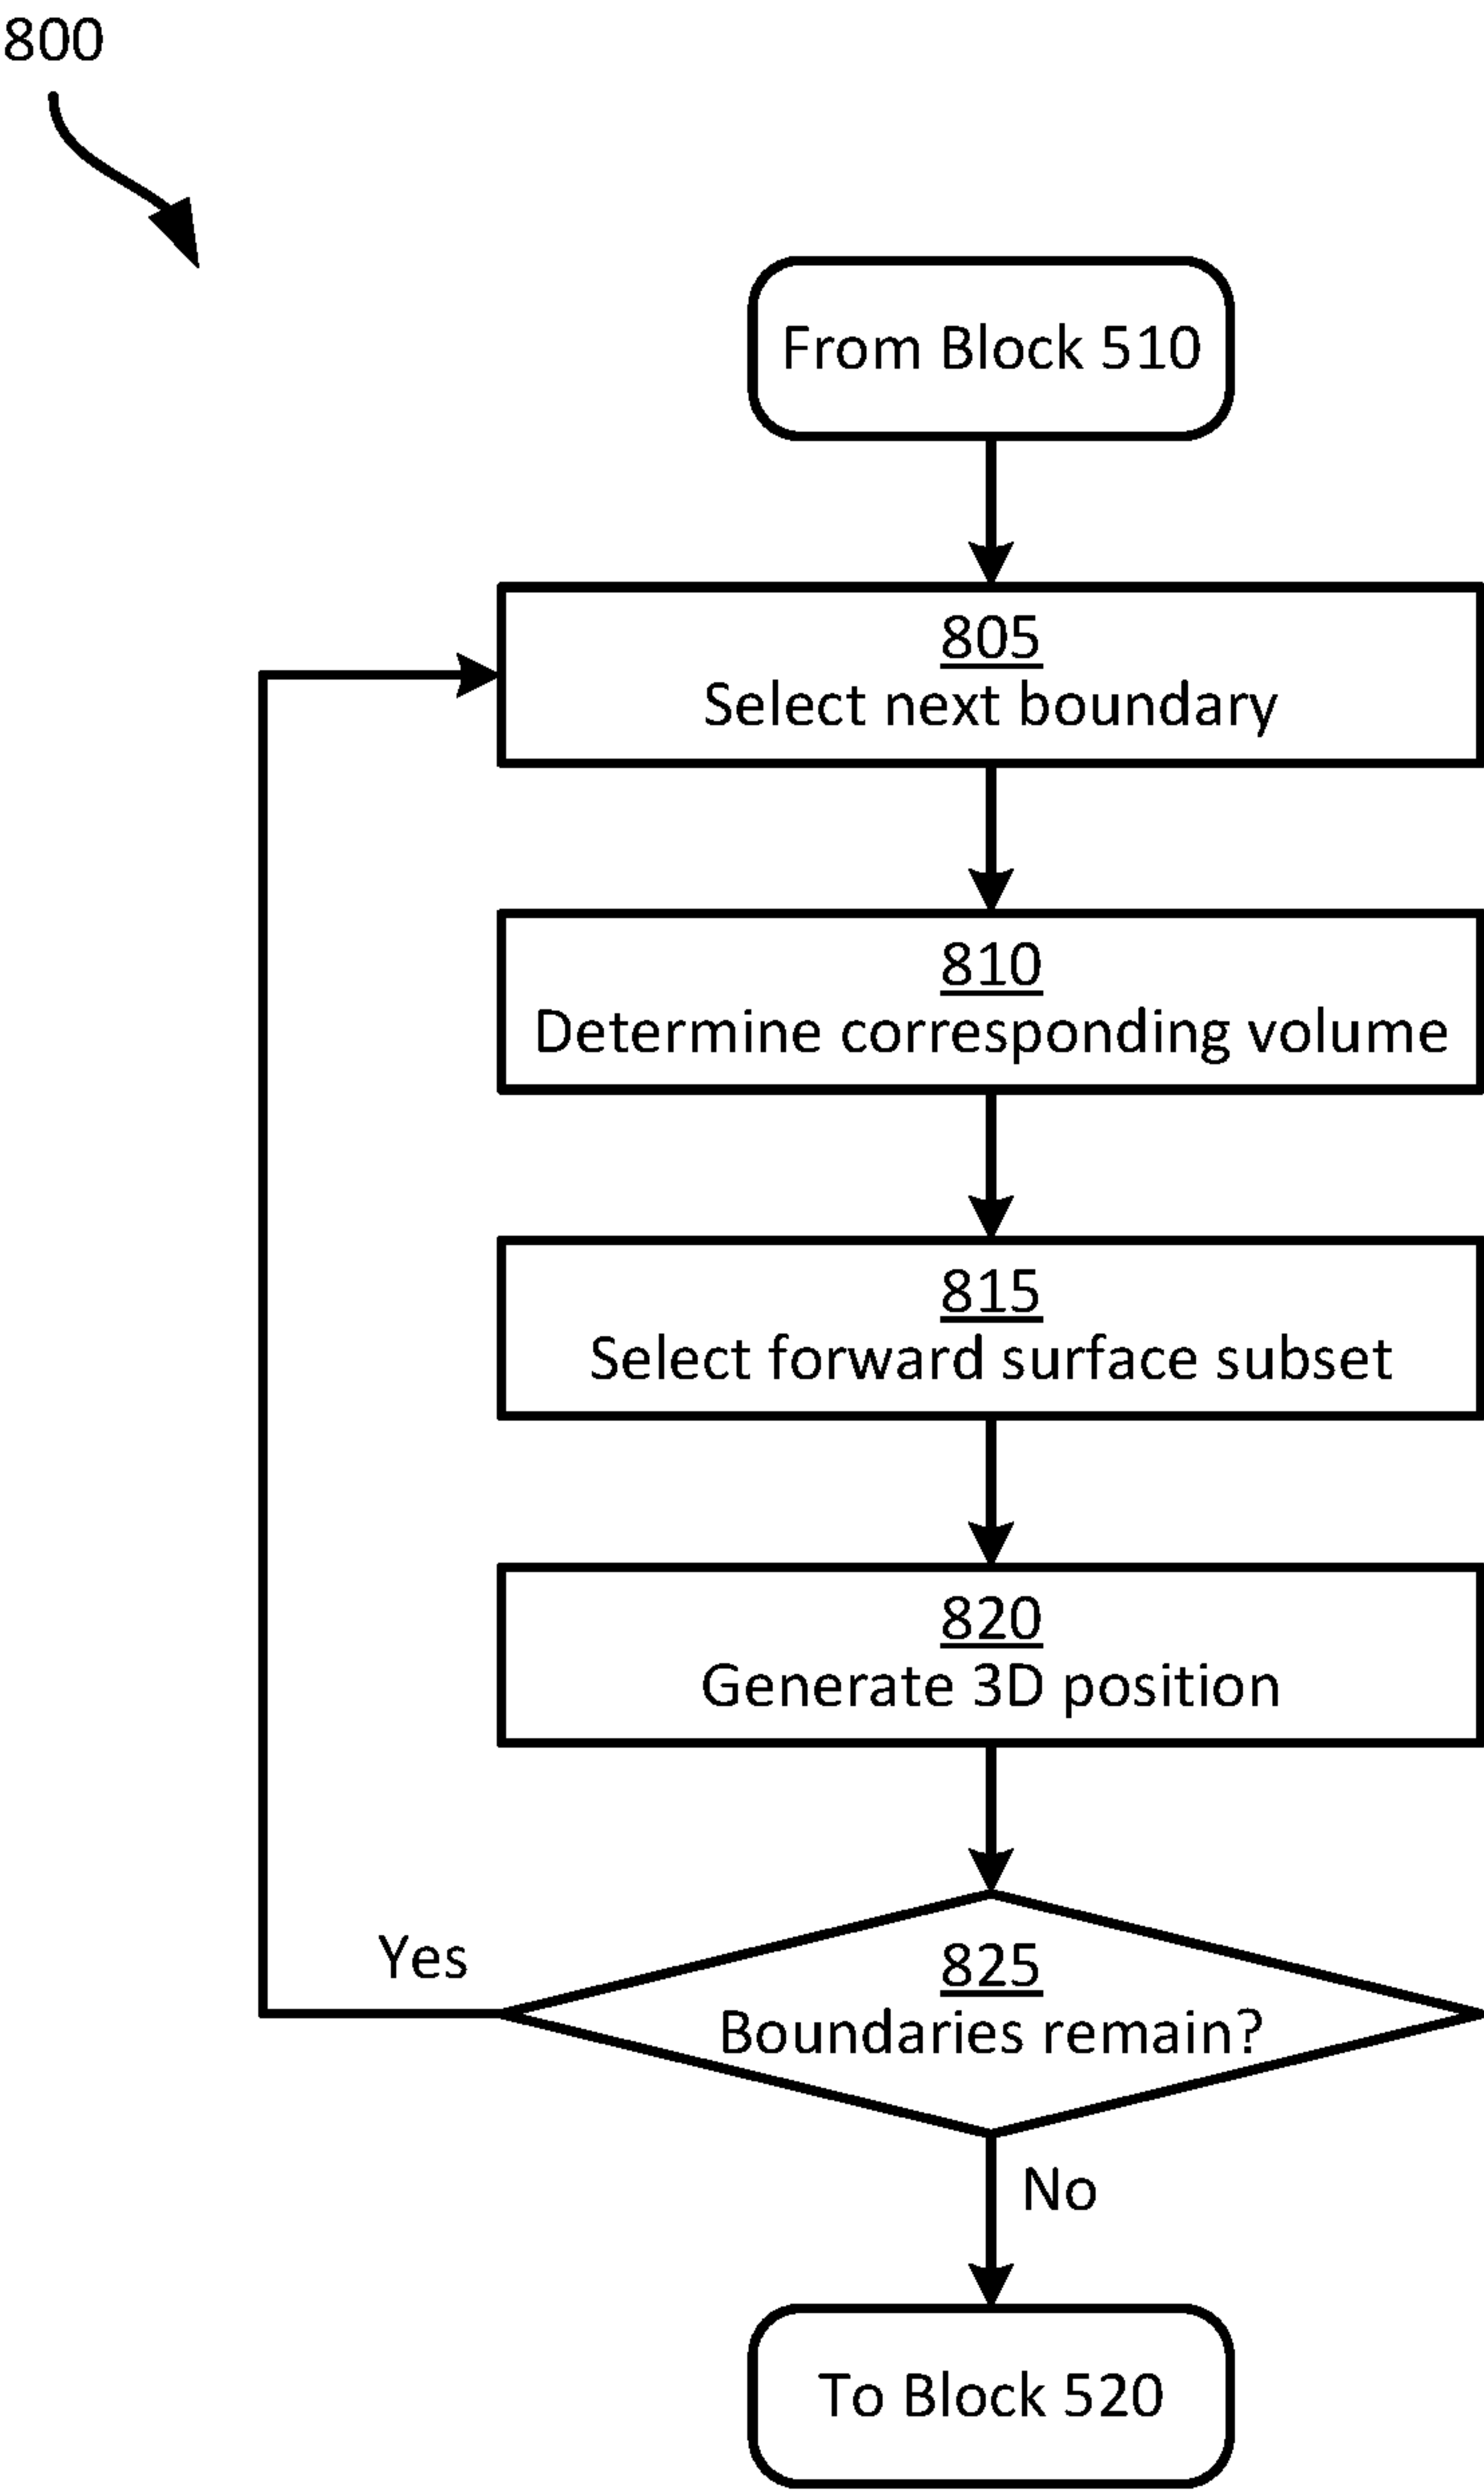 800
From Block 510
805
Select next boundary
810
Determine corresponding volume
815
Select forward surface subset
820
Generate 3D position
825
Boundaries remain?
Yes
No
To Block 520